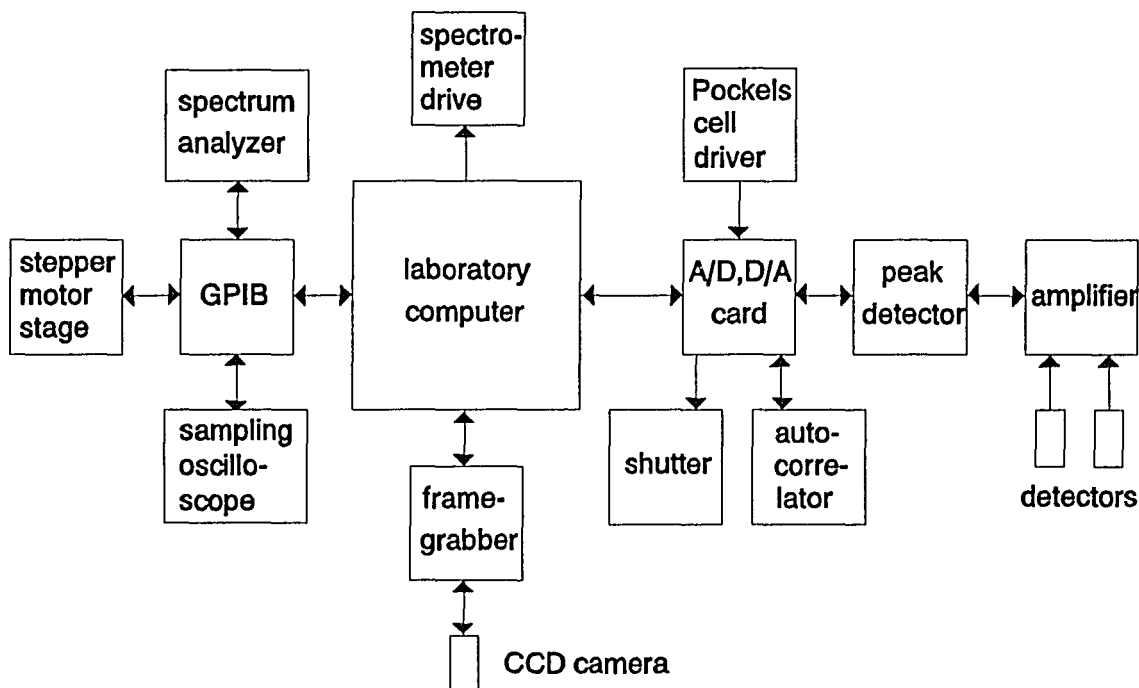 spectro-
meter
drive
spectrum
analyzer
Pockels
cell
driver
stepper
motor
stage
GPIB
laboratory
computer
A/D,D/A
card
peak
detector
amplifier
sampling
oscillo-
scope
frame-
grabber
shutter
auto-
corre-
lator
detectors
CCD camera